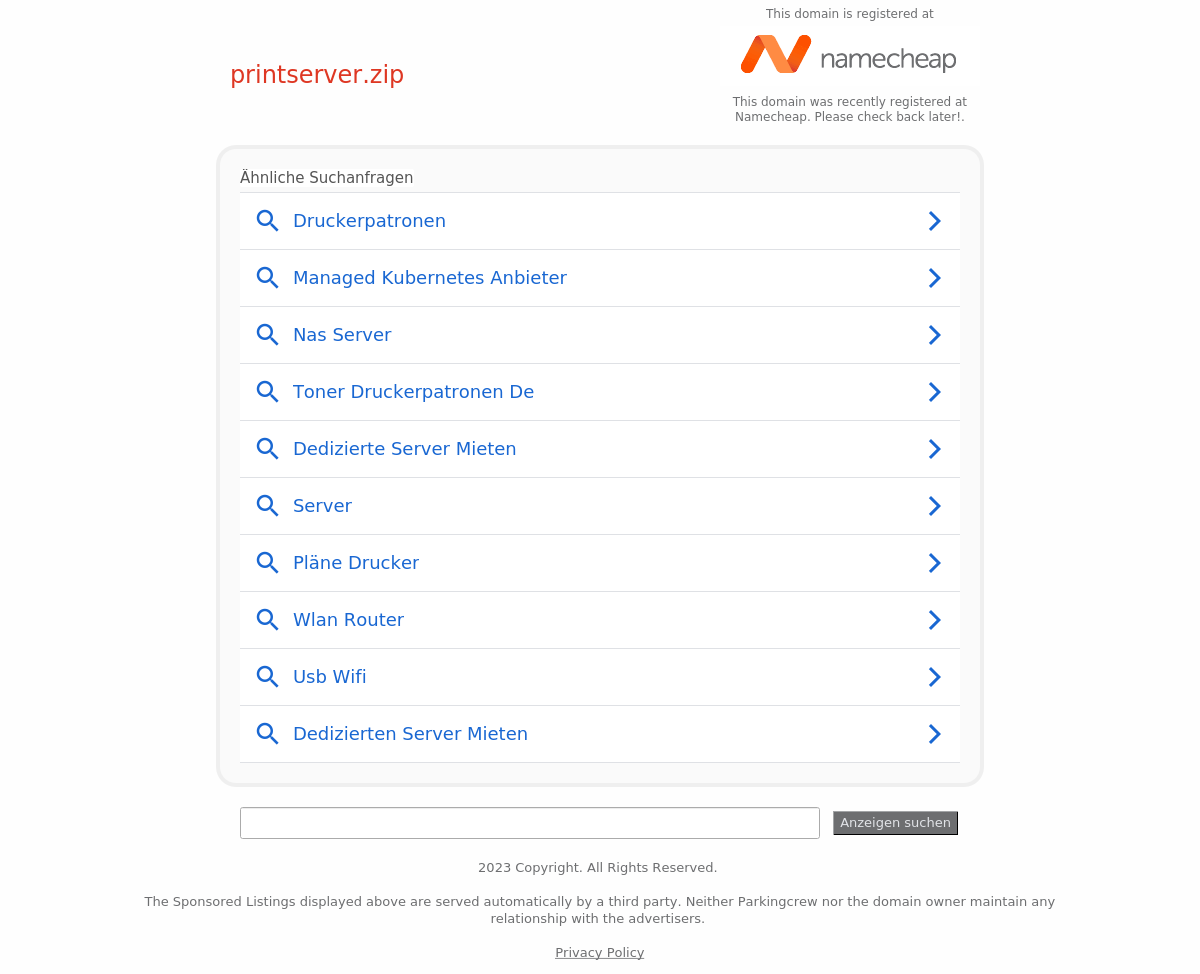 This domain is registered at
namecheap
printserver.zip
This domain was recently registered at
Namecheap. Please check back later!.
Ähnliche Suchanfragen
Druckerpatronen
Managed Kubernetes Anbieter
Nas Server
Toner Druckerpatronen De
Dedizierte Server Mieten
Server
Pläne Drucker
Wlan Router
Usb Wifi
Dedizierten Server Mieten
Anzeigen suchen
2023 Copyright. All Rights Reserved.
The Sponsored Listings displayed above are served automatically by a third party. Neither Parkingcrew nor the domain owner maintain any
relationship with the advertisers.
Privacy Policy